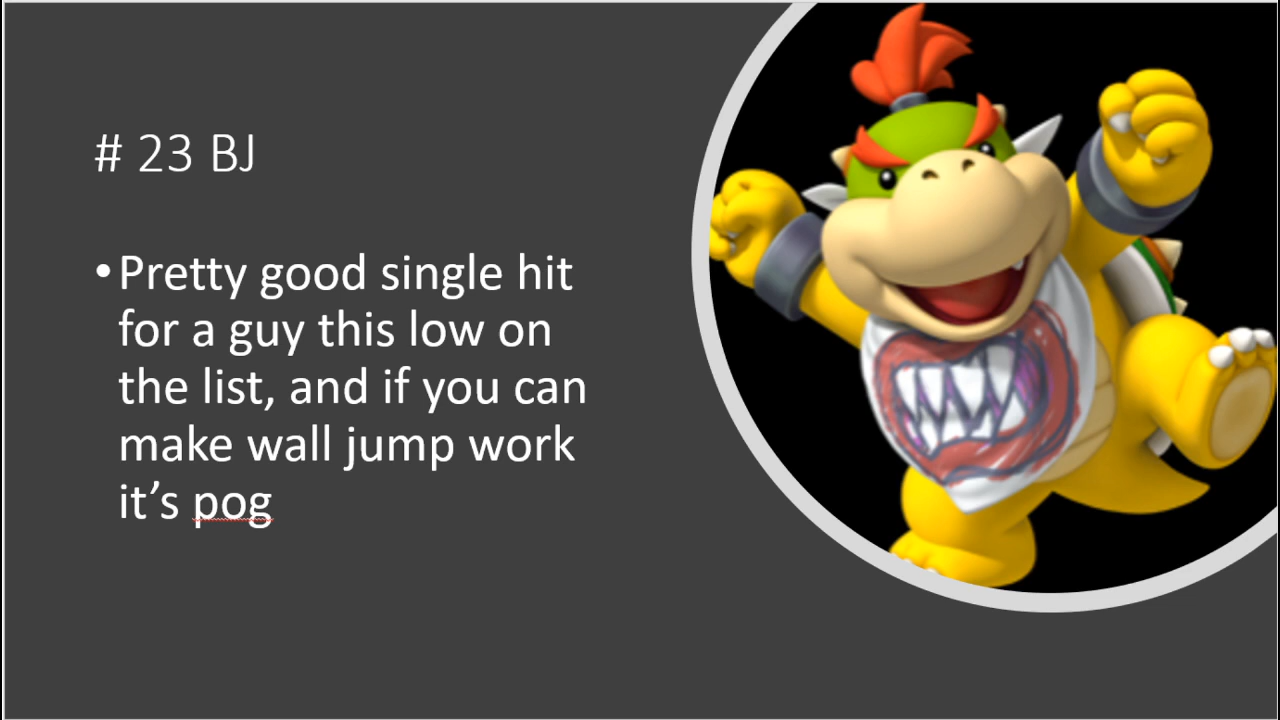 # 23 BJ
•Pretty good single hit
for a guy this low on
the list, and if you can
make wall jump work
it’s pog